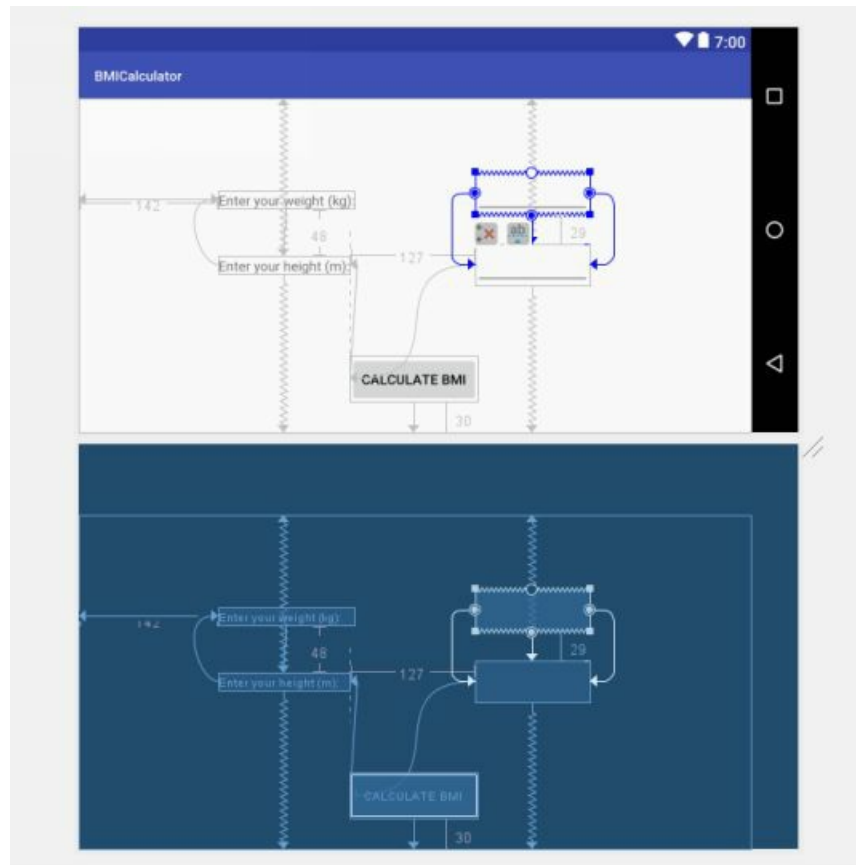 7:00
BMICalculator
142
Enter your weight (kg):
48
29
Enter your height (m):
127
ab
CALCULATE BMI
30
Enter your weight (kg):
142
48
29
Enter your height (m):
127
CALCULATE BMI
30